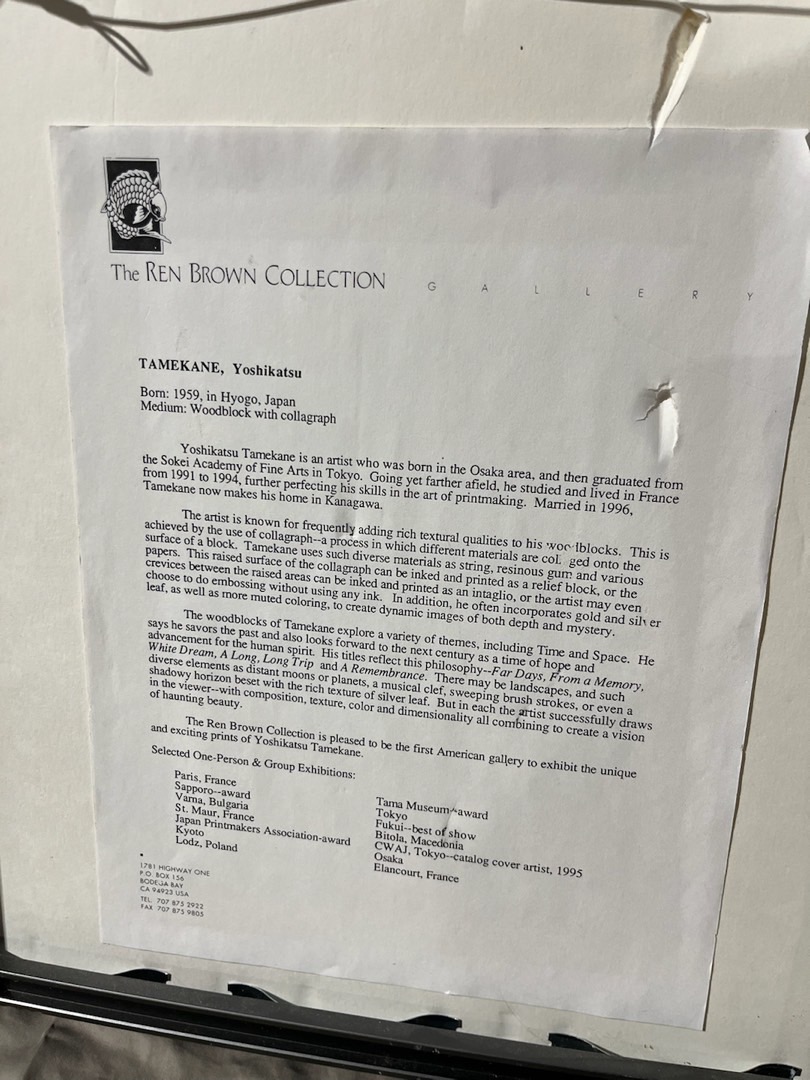 The REN BROWN COLLECTION GALLERY
TAMEKANE, Yoshikatsu
Born: 1959, in Hyogo, Japan
Medium: Woodblock with collagraph
Yoshikatsu Tamekane is an artist who was born in the Osaka area, and then graduated from
the Sokei Academy of Fine Arts in Tokyo. Going yet farther afield, he studied and lived in France
from 1991 to 1994, further perfecting his skills in the art of printmaking. Married in 1996,
Tamekane now makes his home in Kanagawa.
The artist is known for frequently adding rich textural qualities to his woodblocks. This is
achieved by the use of collagraph--a process in which different materials are collaged onto the
surface of a block. Tamekane uses such diverse materials as string, resinous gum and various
papers. This raised surface of the collagraph can be inked and printed as a relief block, or the
crevices between the raised areas can be inked and printed as an intaglio, or the artist may even
choose to do embossing without using any ink. In addition, he often incorporates gold and silver
leaf, as well as more muted coloring, to create dynamic images of both depth and mystery.
The woodblocks of Tamekane explore a variety of themes, including Time and Space. He
says he savors the past and also looks forward to the next century as a time of hope and
advancement for the human spirit. His titles reflect this philosophy--Far Days, From a Memory,
White Dream, A Long, Long Trip and A Remembrance. There may be landscapes, and such
diverse elements as distant moons or planets, a musical clef, sweeping brush strokes, or even a
shadowy horizon beset with the rich texture of silver leaf. But in each the artist successfully draws
in the viewer--with composition, texture, color and dimensionality all combining to create a vision
of haunting beauty.
The Ren Brown Collection is pleased to be the first American gallery to exhibit the unique
and exciting prints of Yoshikatsu Tamekane.
Selected One-Person & Group Exhibitions:
Paris, France
Sapporo--award
Varna, Bulgaria
St. Maur, France
Japan Printmakers Association-award
Kyoto
Lodz, Poland
Tama Museum-award
Tokyo
Fukui--best of show
Bitola, Macedonia
CWAJ, Tokyo--catalog cover artist, 1995
Osaka
Elancourt, France
1781 HIGHWAY ONE
P.O. BOX 156
BODEGA BAY
CA 94923 USA
TEL 707 875 2922
FAX 707 875 9805